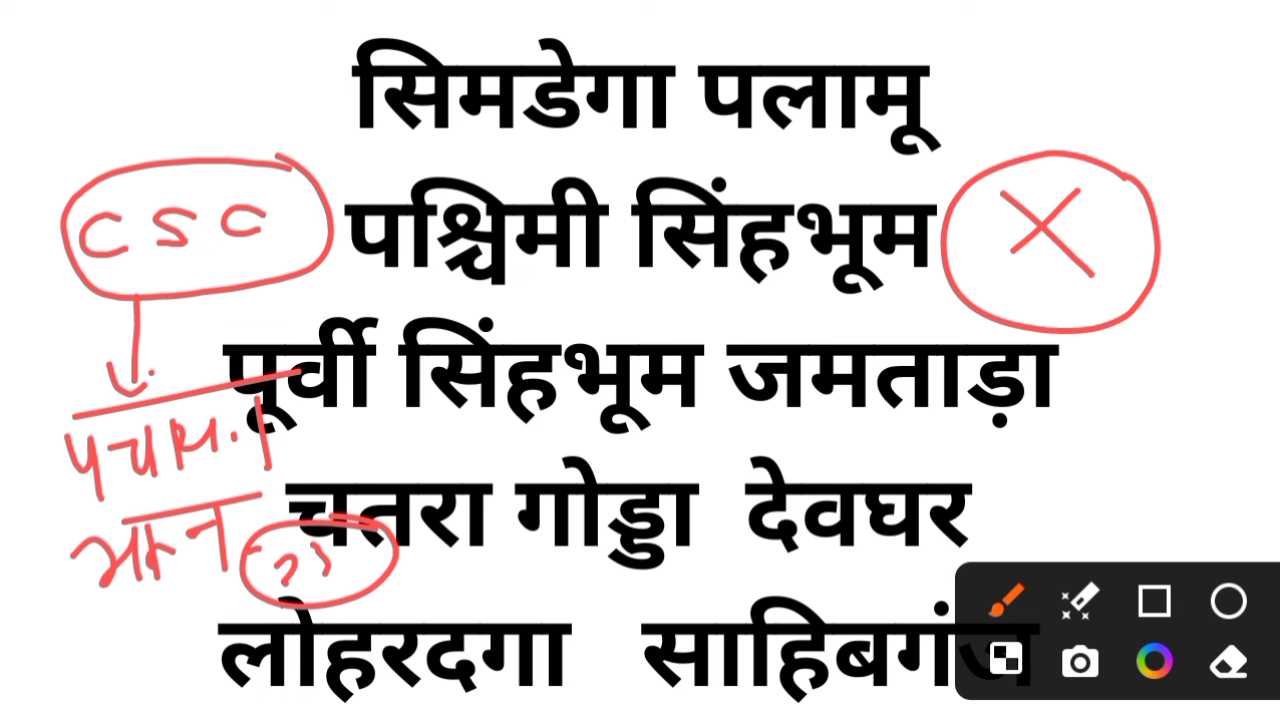 सिमडेगा पलामू
CSC पश्चिमी सिंहभूम
पूर्वी सिंहभूम जमताड़ा
चतरा गोड्डा देवघर
लोहरदगा साहिबगंज